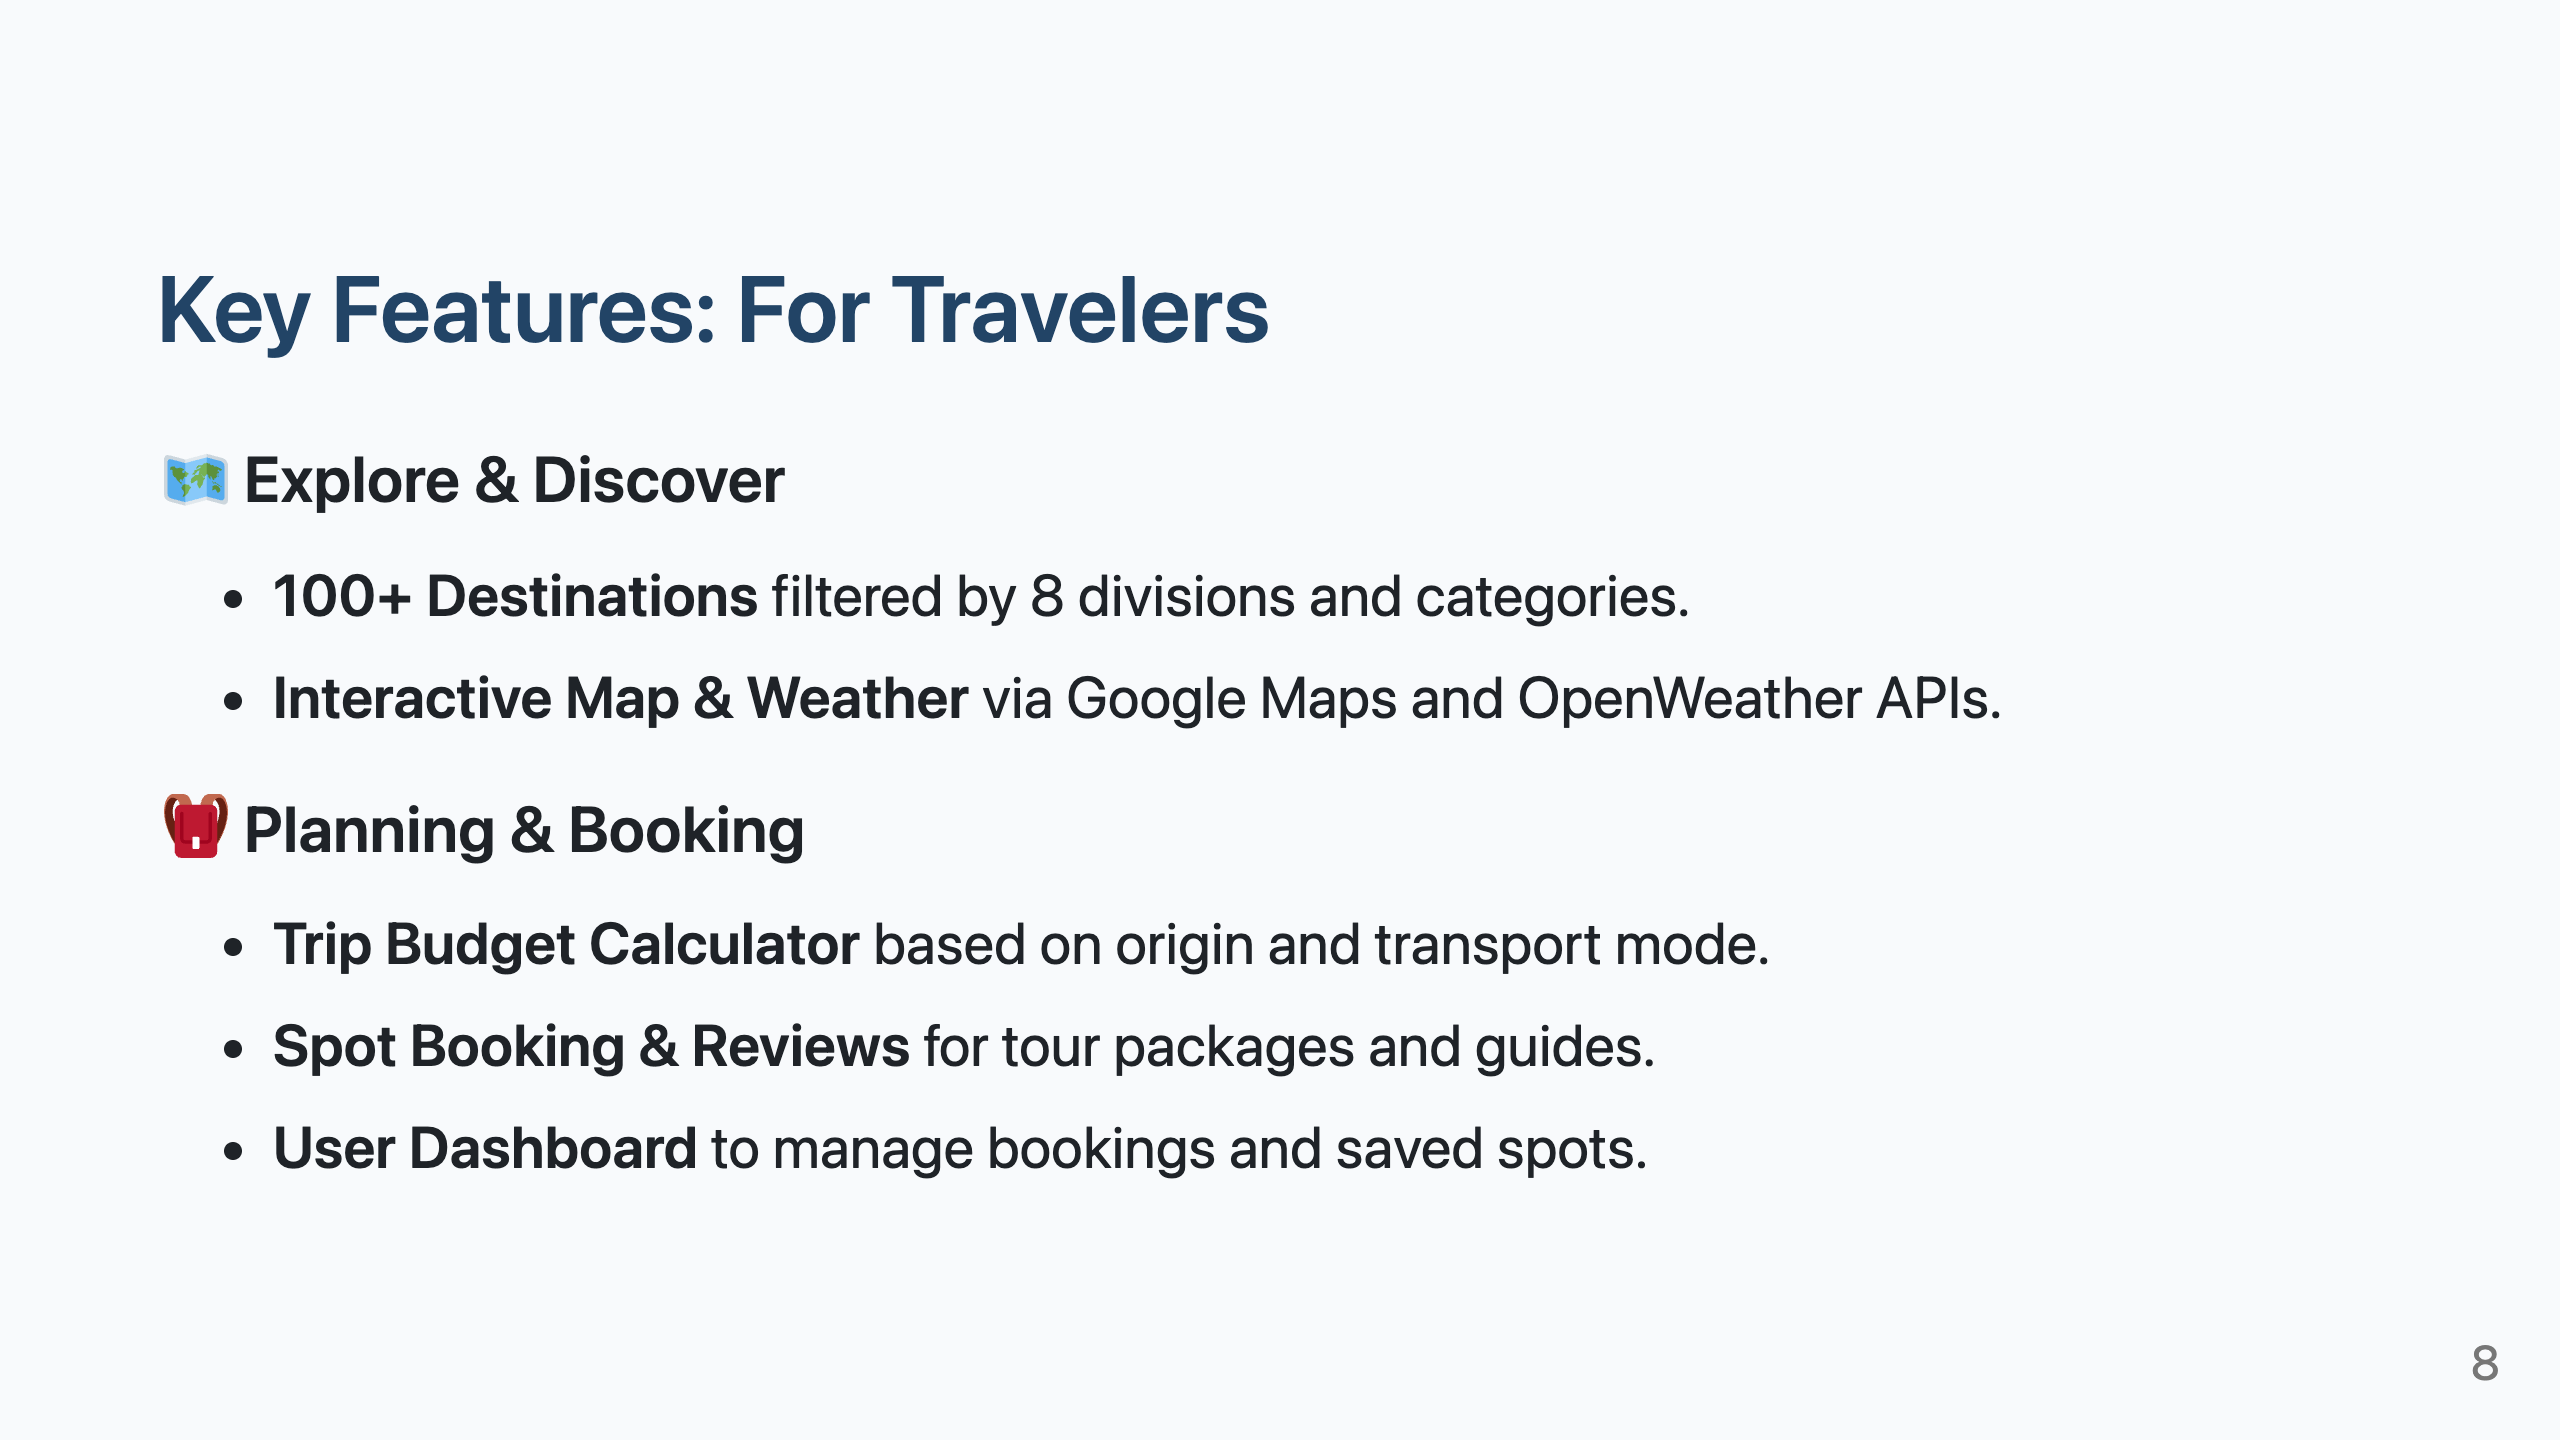 Key Features: For Travelers
🗺️ Explore & Discover
• 100+ Destinations filtered by 8 divisions and categories.
• Interactive Map & Weather via Google Maps and OpenWeather APIs.
🎒 Planning & Booking
• Trip Budget Calculator based on origin and transport mode.
• Spot Booking & Reviews for tour packages and guides.
• User Dashboard to manage bookings and saved spots.
8